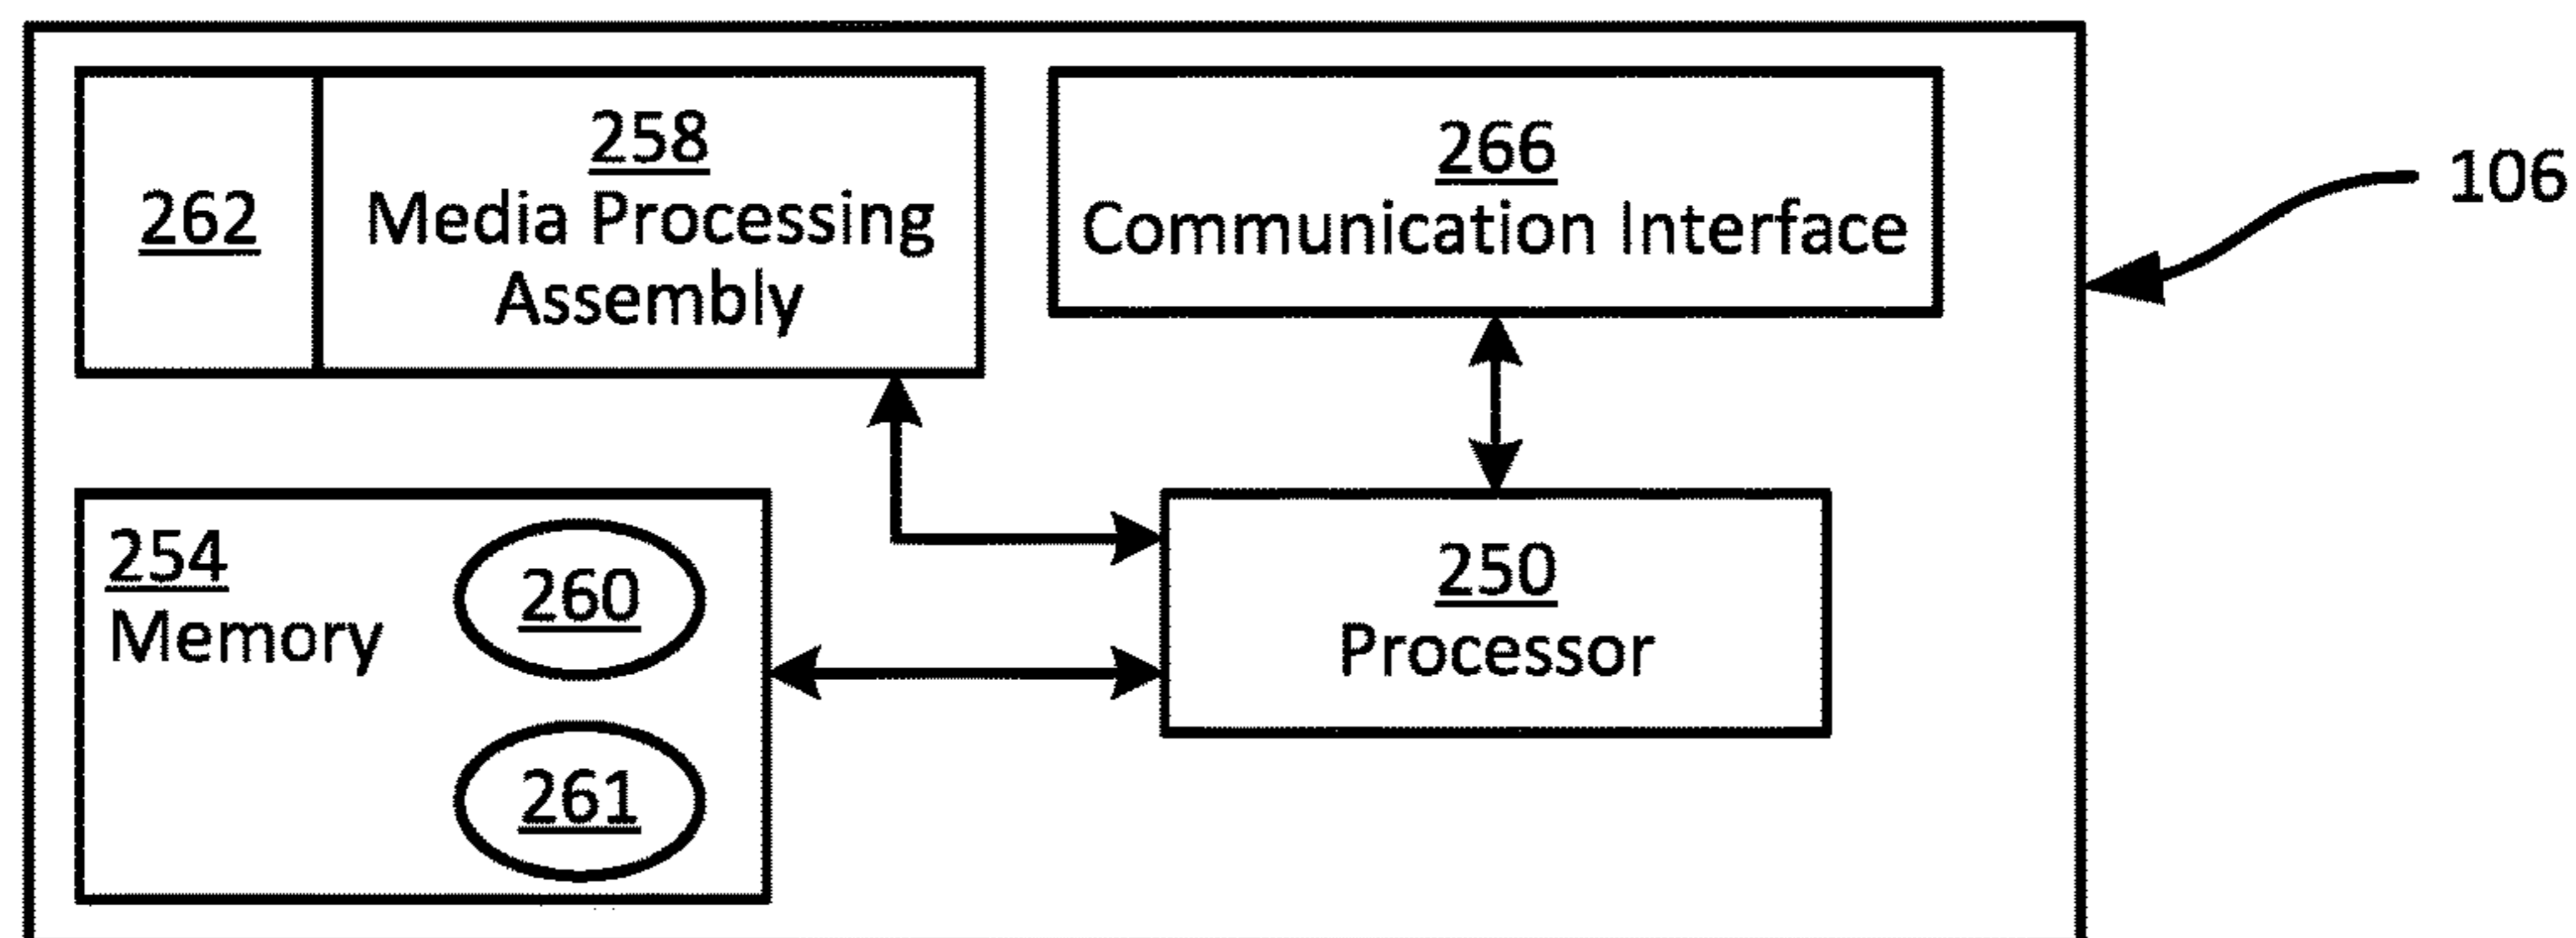 262
258
Media Processing
Assembly
266
Communication Interface
106
254
Memory
260
261
250
Processor